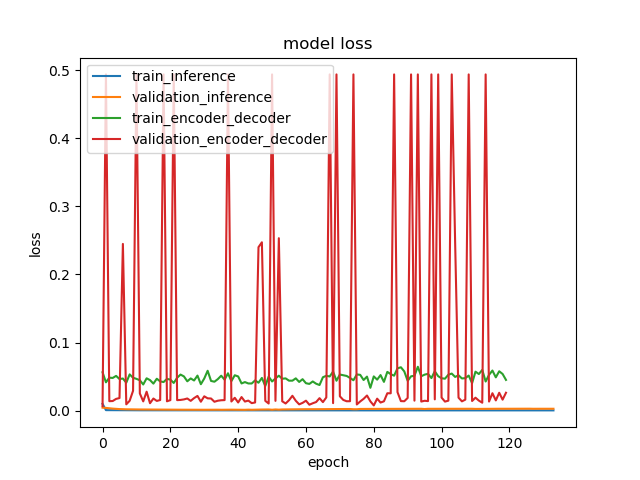 model loss
train_inference
validation_inference
train_encoder_decoder
validation_encoder_decoder
0.5
0.4
0.3
0.2
0.1
0.0
loss
0 20 40 60 80 100 120
epoch